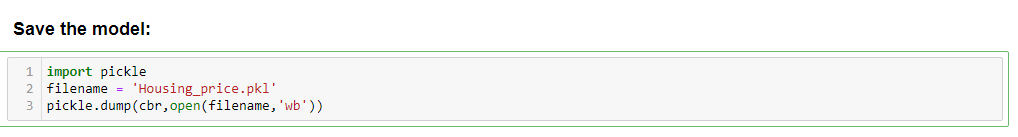 Save the model:
1 import pickle
2 filename = 'Housing_price.pkl'
3 pickle.dump(cbr,open(filename,'wb'))